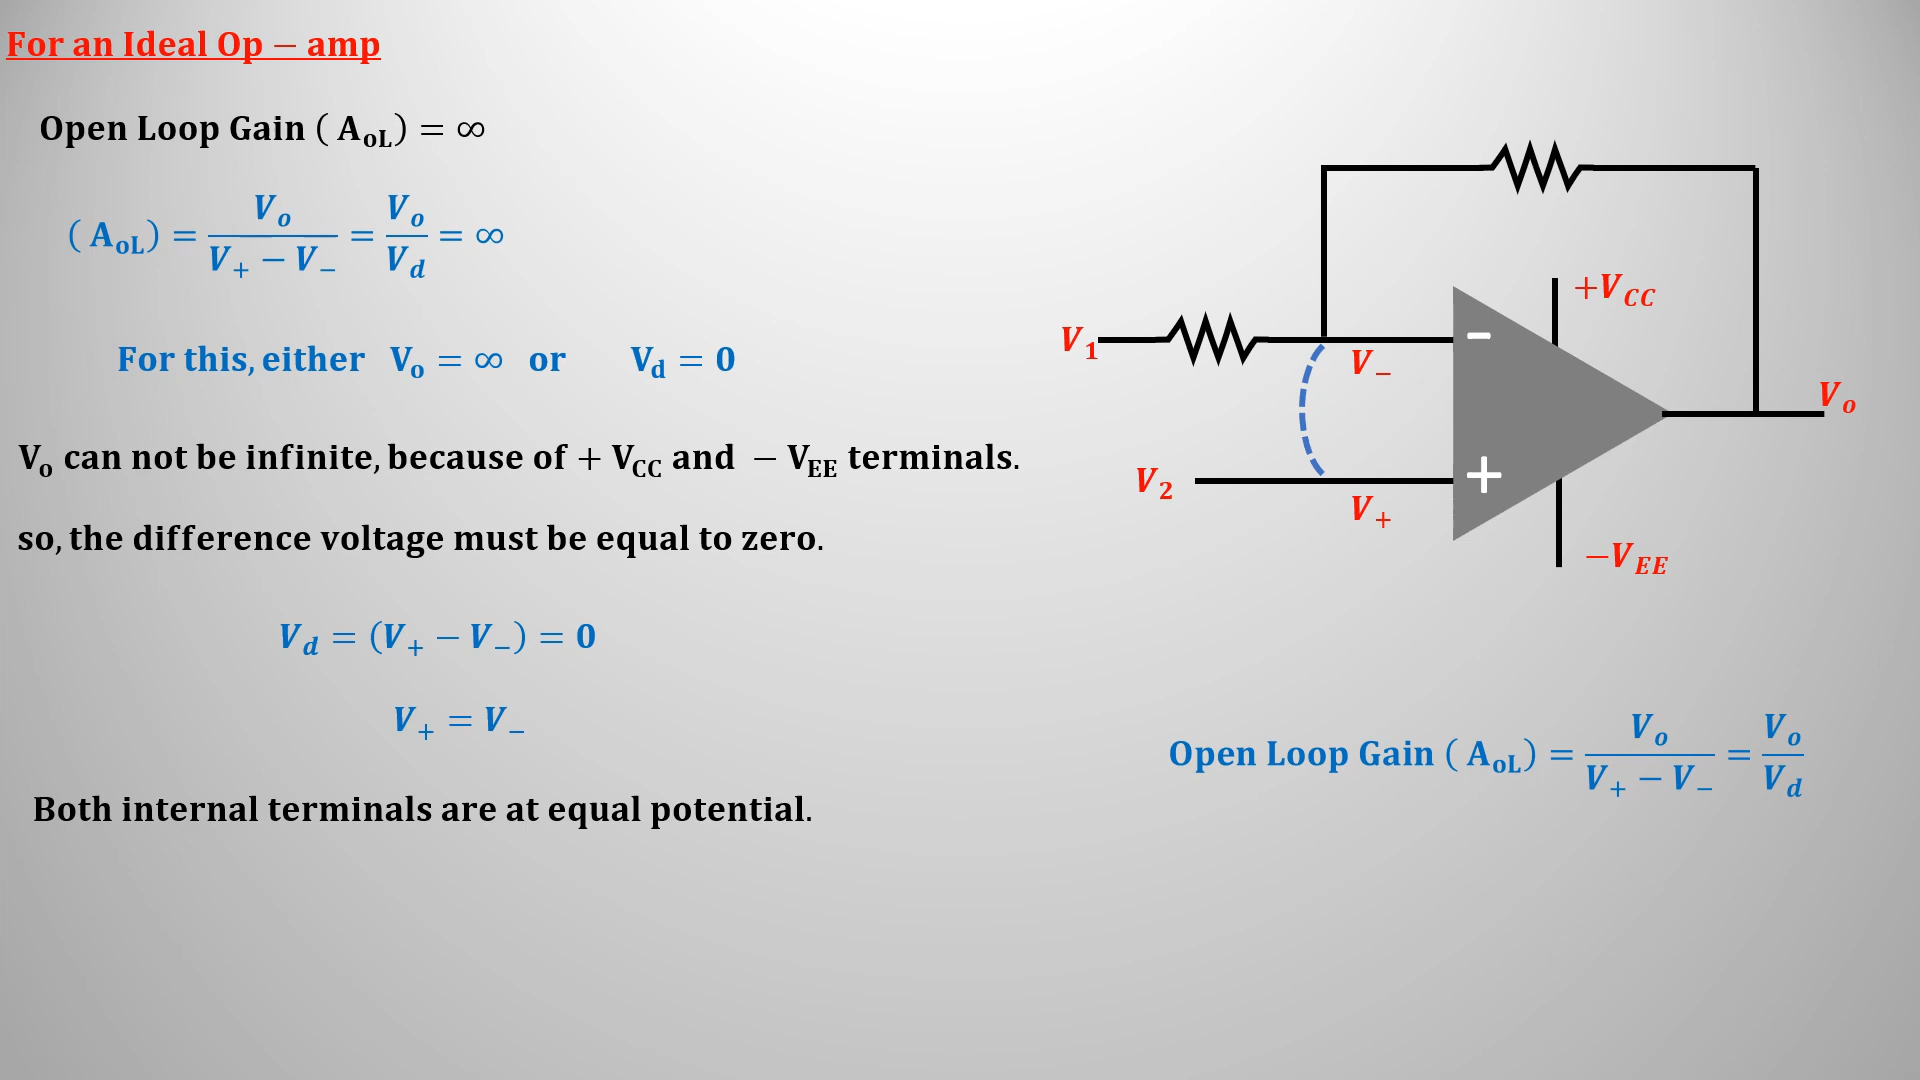 For an Ideal Op − amp
Open Loop Gain ( A_oL) = ∞
( A_oL) = V_o / (V_+ − V_−) = V_o / V_d = ∞
For this, either V_o = ∞ or V_d = 0
V_o can not be infinite, because of + V_CC and − V_EE terminals.
so, the difference voltage must be equal to zero.
V_d = (V_+ − V_−) = 0
V_+ = V_−
Both internal terminals are at equal potential.
+V_CC
V_1
V_−
−
V_o
V_2
+
V_+
−V_EE
Open Loop Gain ( A_oL) = V_o / (V_+ − V_−) = V_o / V_d